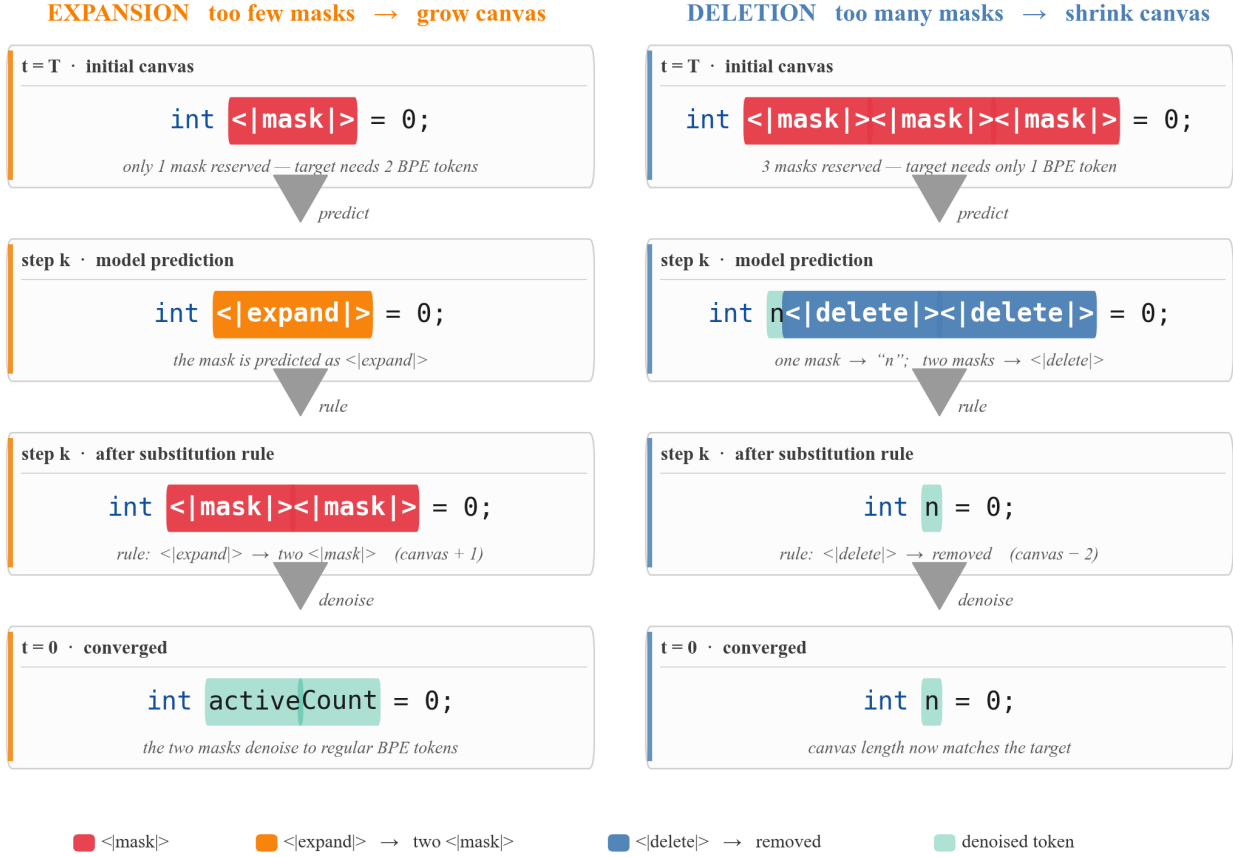 EXPANSION too few masks → grow canvas
t = T · initial canvas
int <|mask|> = 0;
only 1 mask reserved — target needs 2 BPE tokens
predict
step k · model prediction
int <|expand|> = 0;
the mask is predicted as <|expand|>
rule
step k · after substitution rule
int <|mask|><|mask|> = 0;
rule: <|expand|> → two <|mask|> (canvas + 1)
denoise
t = 0 · converged
int activeCount = 0;
the two masks denoise to regular BPE tokens
DELETION too many masks → shrink canvas
t = T · initial canvas
int <|mask|><|mask|><|mask|> = 0;
3 masks reserved — target needs only 1 BPE token
predict
step k · model prediction
int n<|delete|><|delete|> = 0;
one mask → “n”; two masks → <|delete|>
rule
step k · after substitution rule
int n = 0;
rule: <|delete|> → removed (canvas − 2)
denoise
t = 0 · converged
int n = 0;
canvas length now matches the target
<|mask|>
<|expand|> → two <|mask|>
<|delete|> → removed
denoised token